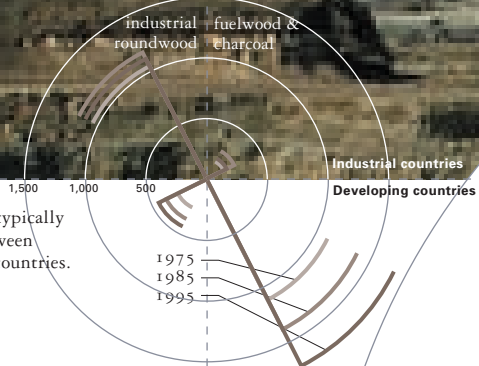 industrial
roundwood
fuelwood &
charcoal
Industrial countries
1,500 1,000 500
Developing countries
typically
ween
ountries.
1975
1985
1995